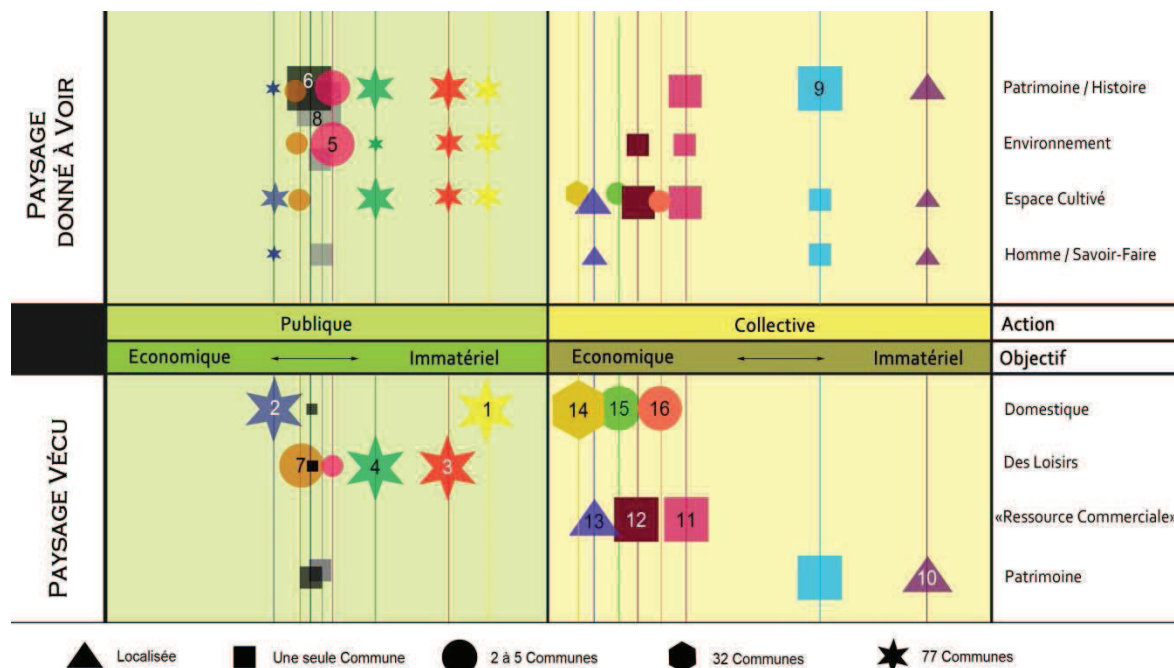 PAYSAGE
DONNÉ À VOIR
6
8
5
9
Patrimoine / Histoire
Environnement
Espace Cultivé
Homme / Savoir-Faire
Publique
Collective
Action
Economique
Immatériel
Economique
Immatériel
Objectif
PAYSAGE VÉCU
2
1
14
15
16
Domestique
7
4
3
Des Loisirs
13
12
11
«Ressource Commerciale»
10
Patrimoine
Localisée
Une seule Commune
2 à 5 Communes
32 Communes
77 Communes